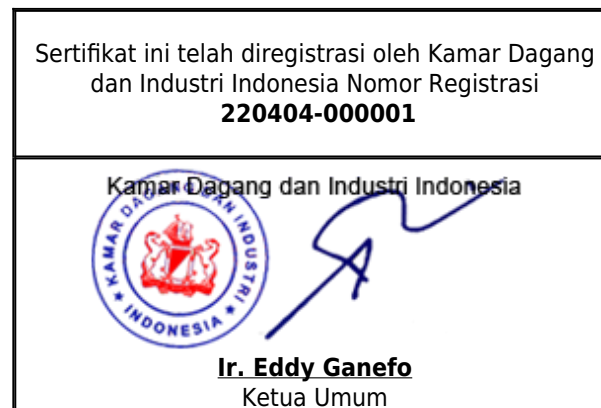 Sertifikat ini telah diregistrasi oleh Kamar Dagang
dan Industri Indonesia Nomor Registrasi
220404-000001
Kamar Dagang dan Industri Indonesia
KAMAR DAGANG DAN INDUSTRI
INDONESIA
Ir. Eddy Ganefo
Ketua Umum